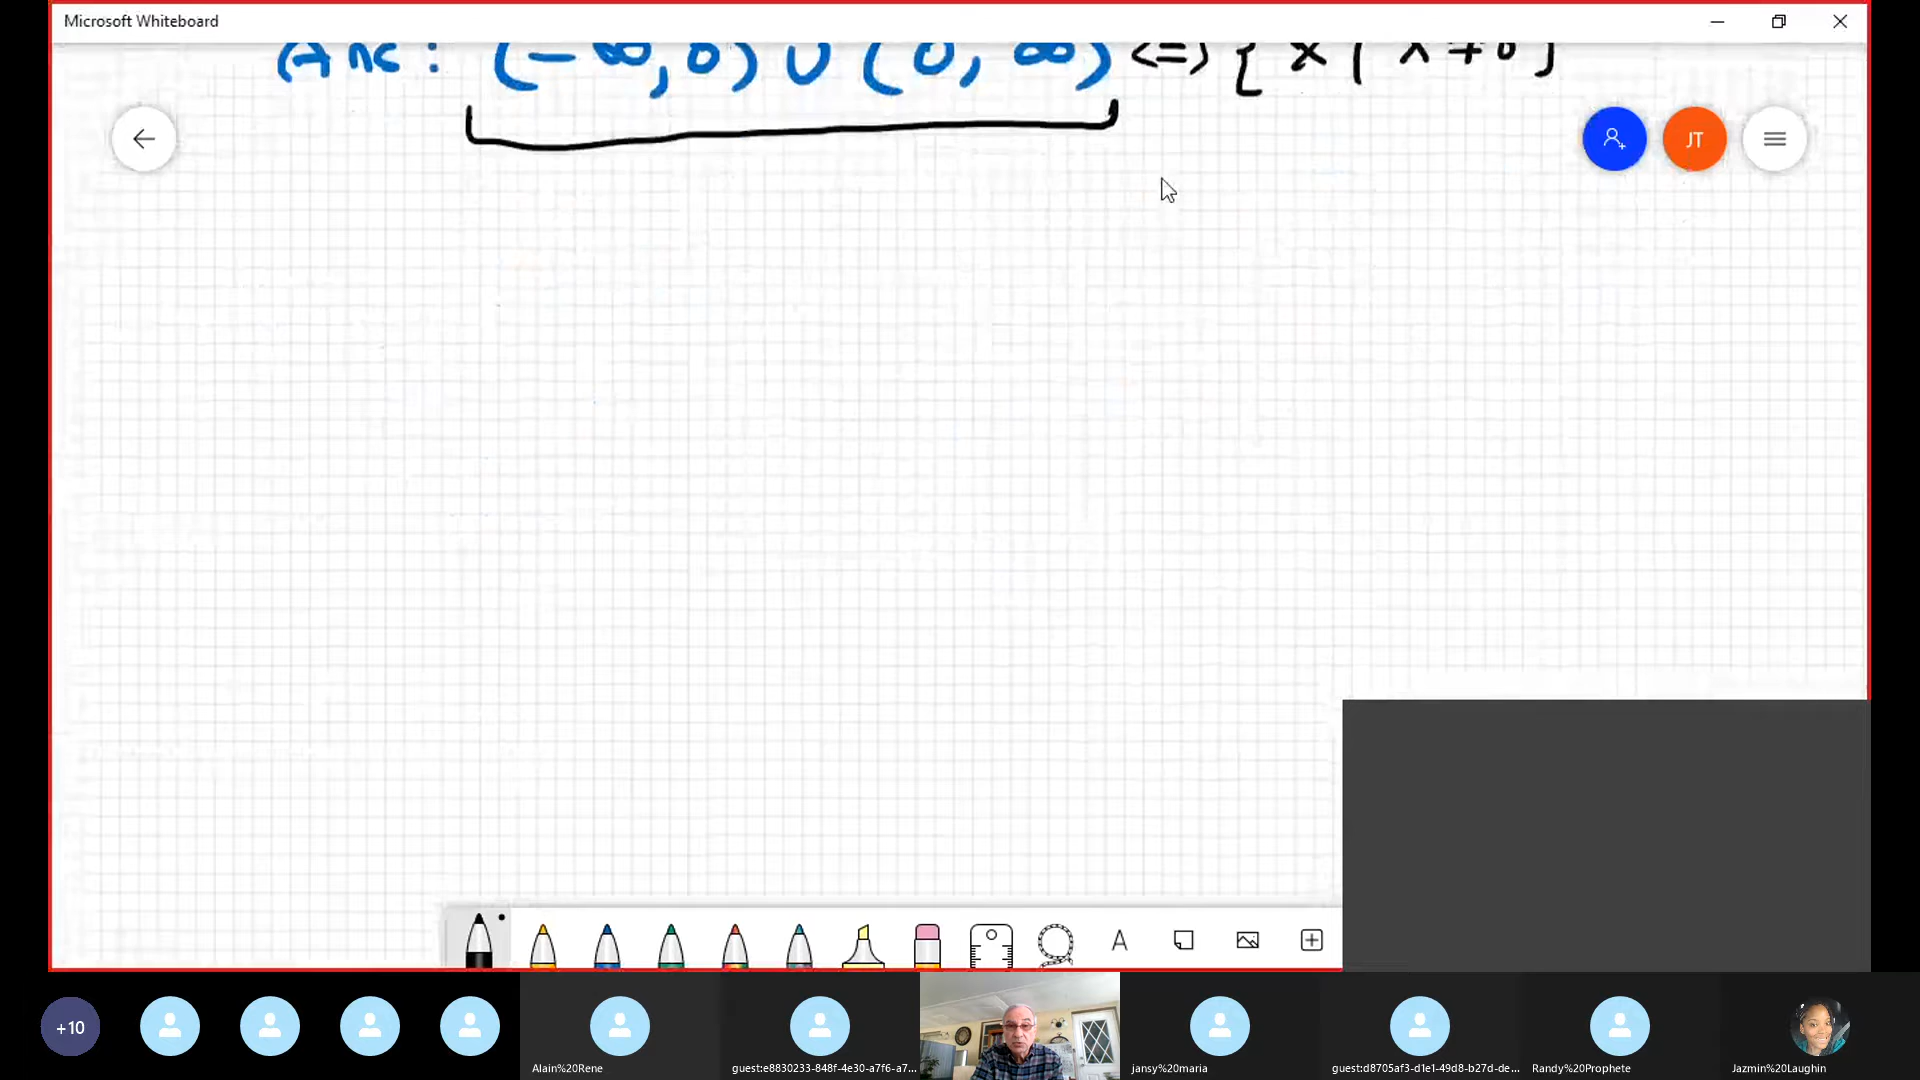 Microsoft Whiteboard
Ans: (-∞, 0) ∪ (0, ∞) <=> { x | x ≠ 0 }
JT
A
+10
Alain%20Rene
guest:e8830233-848f-4e30-a7f6-a7...
jansy%20maria
guest:d8705af3-d1e1-49d8-b27d-de...
Randy%20Prophete
Jazmin%20Laughin